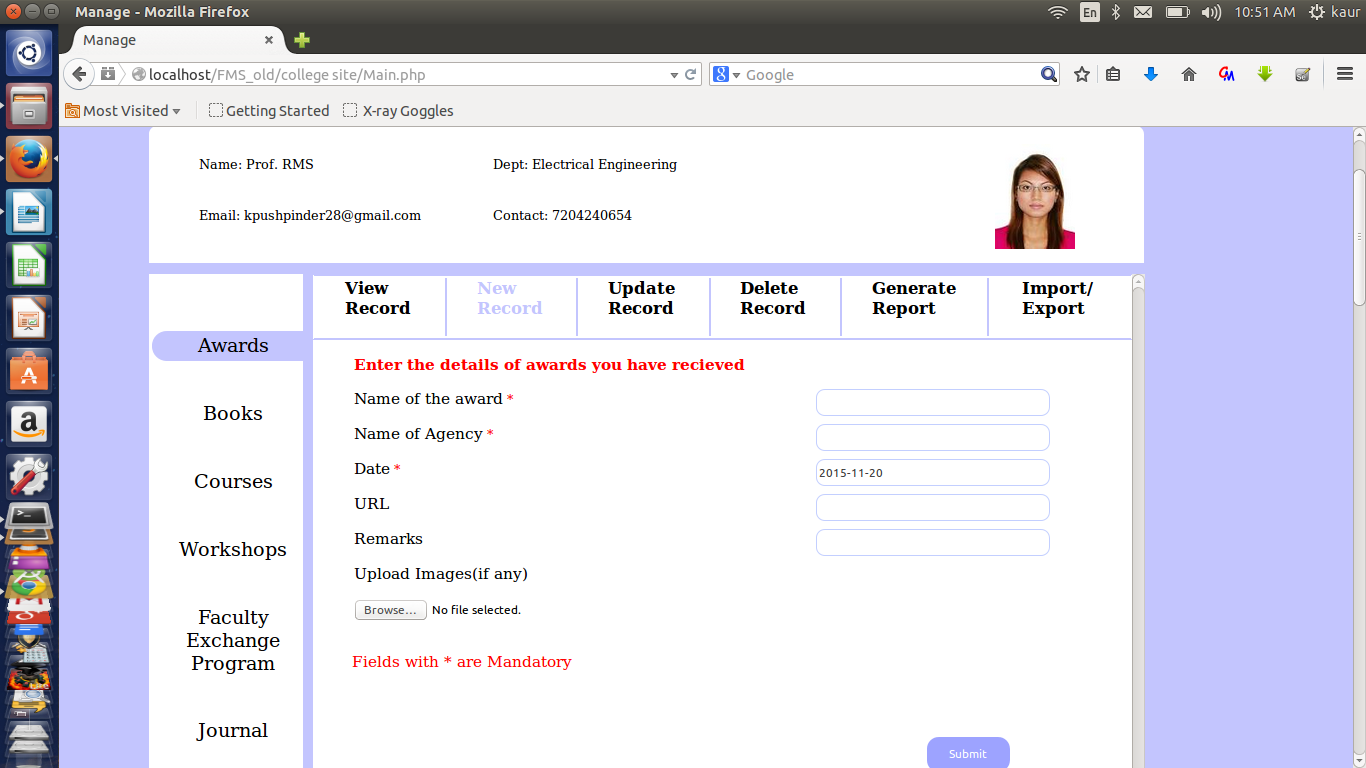 Manage - Mozilla Firefox
En
10:51 AM
kaur
Manage
localhost/FMS_old/college site/Main.php
Google
Most Visited
Getting Started
X-ray Goggles
Name: Prof. RMS
Dept: Electrical Engineering
Email: kpushpinder28@gmail.com
Contact: 7204240654
View Record
New Record
Update Record
Delete Record
Generate Report
Import/ Export
Awards
Books
Courses
Workshops
Faculty
Exchange
Program
Journal
Enter the details of awards you have recieved
Name of the award *
Name of Agency *
Date *
2015-11-20
URL
Remarks
Upload Images(if any)
Browse... No file selected.
Fields with * are Mandatory
Submit